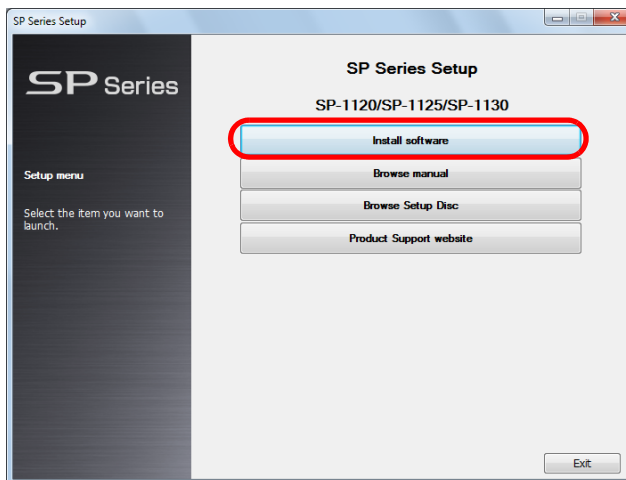 SP Series Setup
SP Series
SP Series Setup
SP-1120/SP-1125/SP-1130
Install software
Setup menu
Browse manual
Select the item you want to
launch.
Browse Setup Disc
Product Support website
Exit